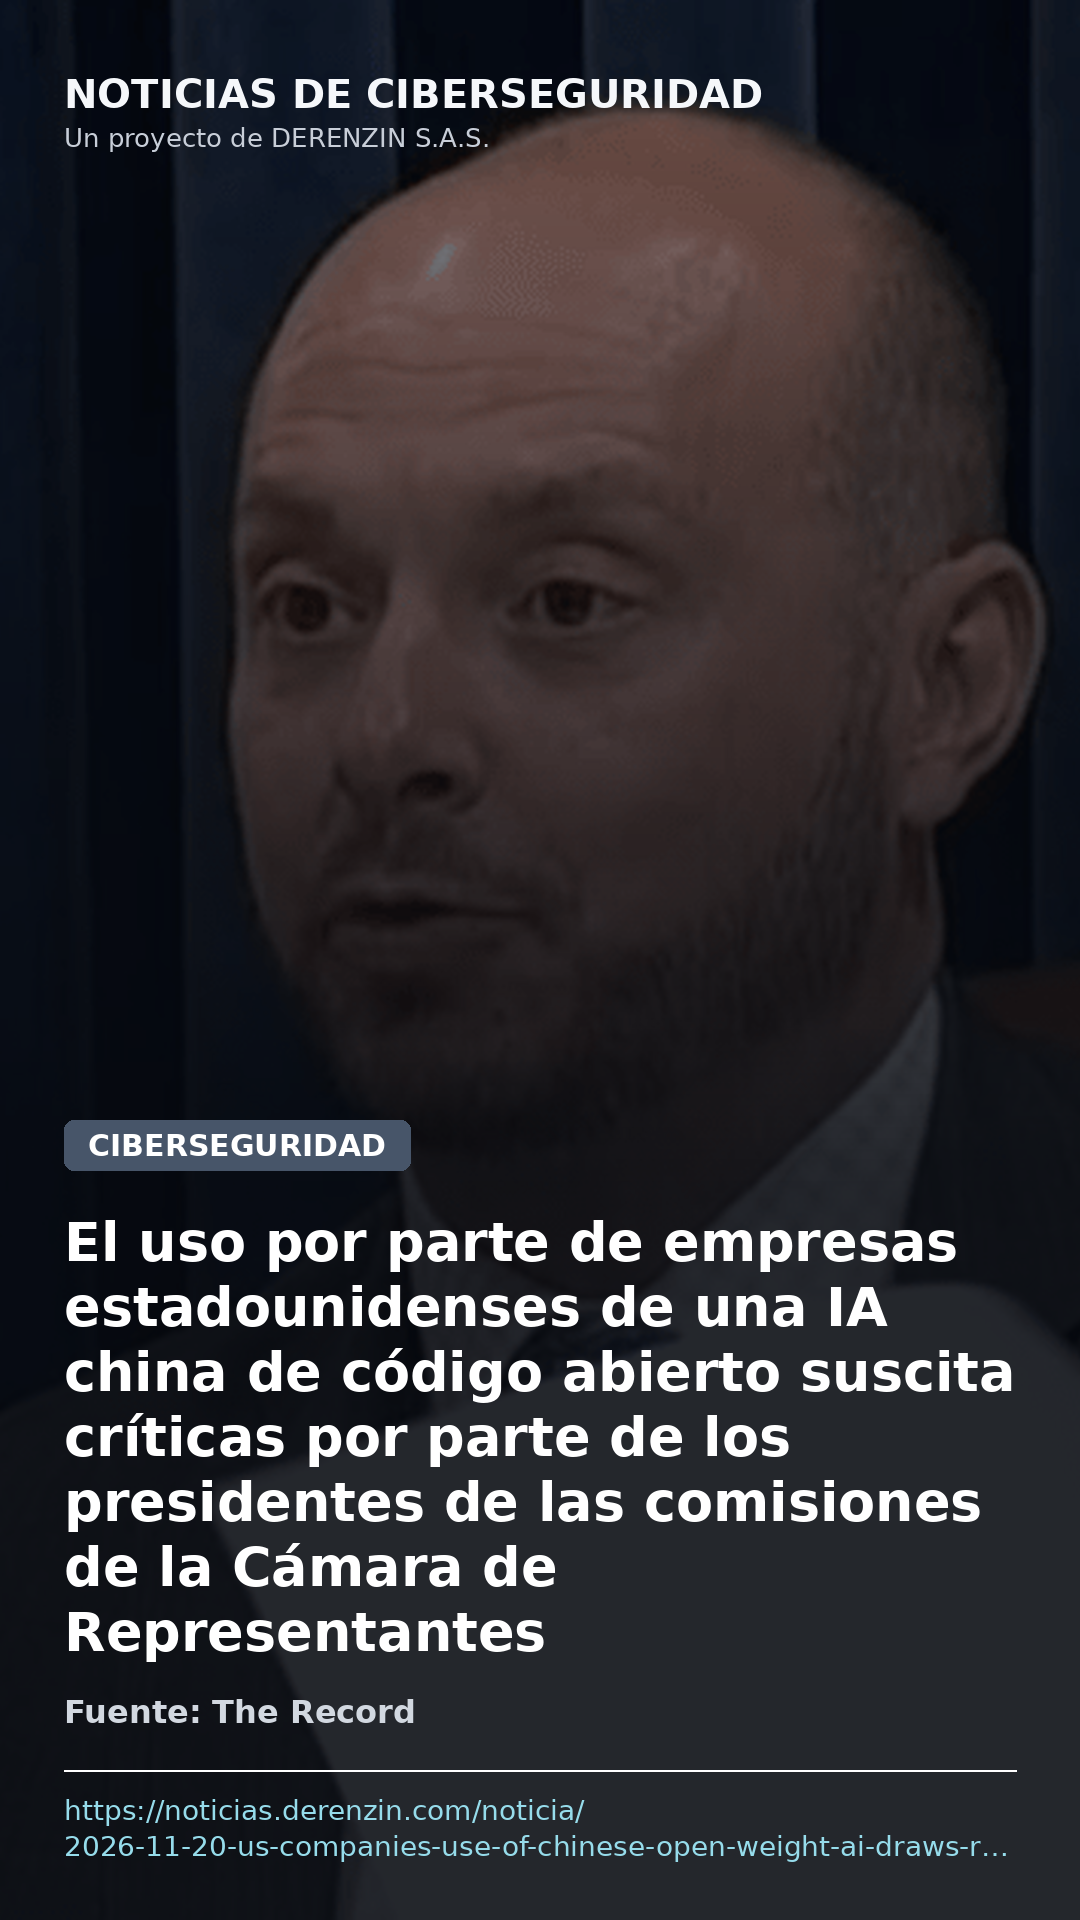 NOTICIAS DE CIBERSEGURIDAD
Un proyecto de DERENZIN S.A.S.
CIBERSEGURIDAD
El uso por parte de empresas
estadounidenses de una IA
china de código abierto suscita
críticas por parte de los
presidentes de las comisiones
de la Cámara de
Representantes
Fuente: The Record
https://noticias.derenzin.com/noticia/
2026-11-20-us-companies-use-of-chinese-open-weight-ai-draws-r...